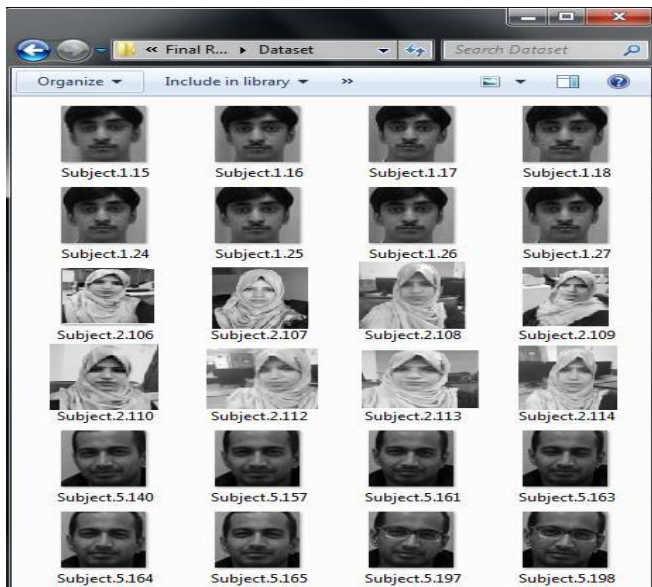 « Final R... ▸ Dataset Search Dataset
Organize Include in library »
Subject.1.15 Subject.1.16 Subject.1.17 Subject.1.18
Subject.1.24 Subject.1.25 Subject.1.26 Subject.1.27
Subject.2.106 Subject.2.107 Subject.2.108 Subject.2.109
Subject.2.110 Subject.2.112 Subject.2.113 Subject.2.114
Subject.5.140 Subject.5.157 Subject.5.161 Subject.5.163
Subject.5.164 Subject.5.165 Subject.5.197 Subject.5.198